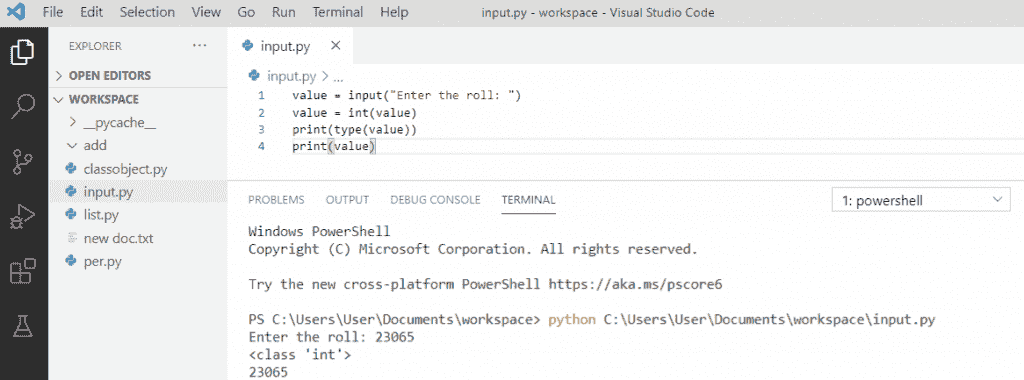 File Edit Selection View Go Run Terminal Help input.py - workspace - Visual Studio Code
EXPLORER ...
OPEN EDITORS
WORKSPACE
__pycache__
add
classobject.py
input.py
list.py
new doc.txt
per.py
input.py
input.py > ...
1 value = input("Enter the roll: ")
2 value = int(value)
3 print(type(value))
4 print(value)
PROBLEMS OUTPUT DEBUG CONSOLE TERMINAL 1: powershell
Windows PowerShell
Copyright (C) Microsoft Corporation. All rights reserved.
Try the new cross-platform PowerShell https://aka.ms/pscore6
PS C:\Users\User\Documents\workspace> python C:\Users\User\Documents\workspace\input.py
Enter the roll: 23065
<class 'int'>
23065